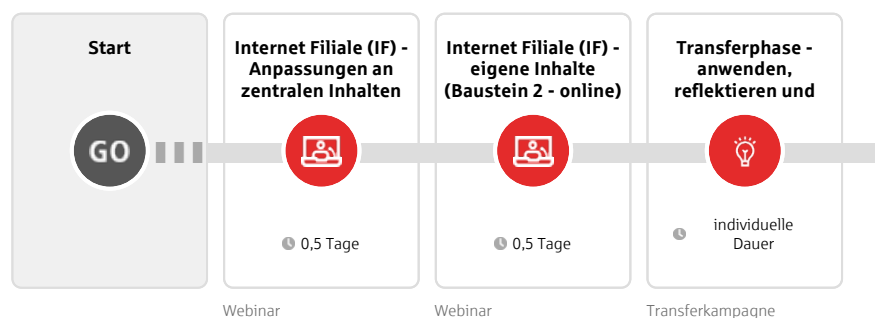 Start
GO
Internet Filiale (IF) -
Anpassungen an
zentralen Inhalten
0,5 Tage
Webinar
Internet Filiale (IF) -
eigene Inhalte
(Baustein 2 - online)
0,5 Tage
Webinar
Transferphase -
anwenden,
reflektieren und
individuelle
Dauer
Transferkampagne